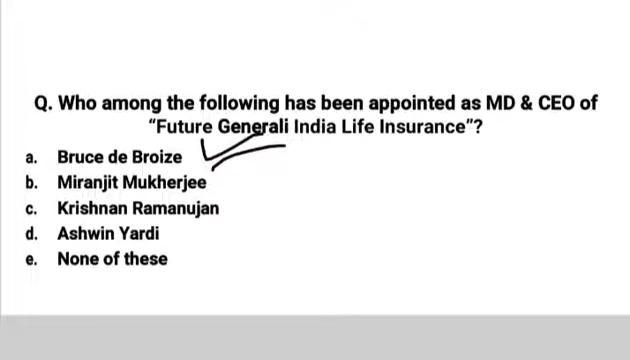 Q. Who among the following has been appointed as MD & CEO of
"Future Generali India Life Insurance"?
a. Bruce de Broize
b. Miranjit Mukherjee
c. Krishnan Ramanujan
d. Ashwin Yardi
e. None of these